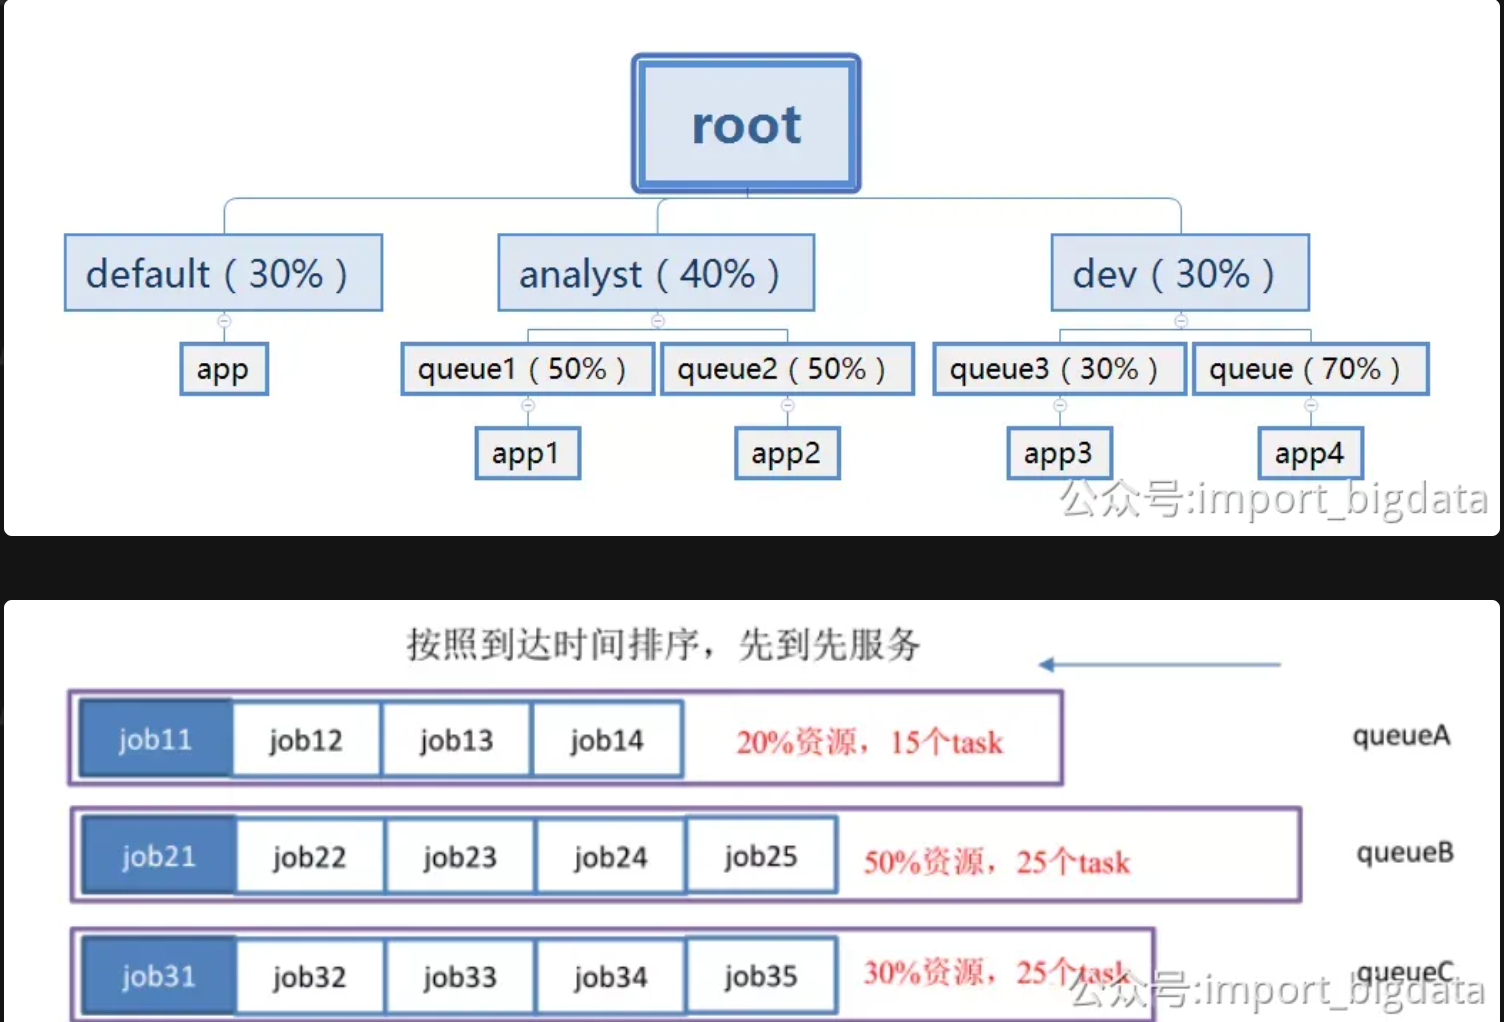 root
default（30%） analyst（40%） dev（30%）
app queue1（50%） queue2（50%） queue3（30%） queue（70%）
app1 app2 app3 app4
公众号:import_bigdata
按照到达时间排序，先到先服务
job11 job12 job13 job14 20%资源，15个task queueA
job21 job22 job23 job24 job25 50%资源，25个task queueB
job31 job32 job33 job34 job35 30%资源，25个task queueC
公众号:import_bigdata